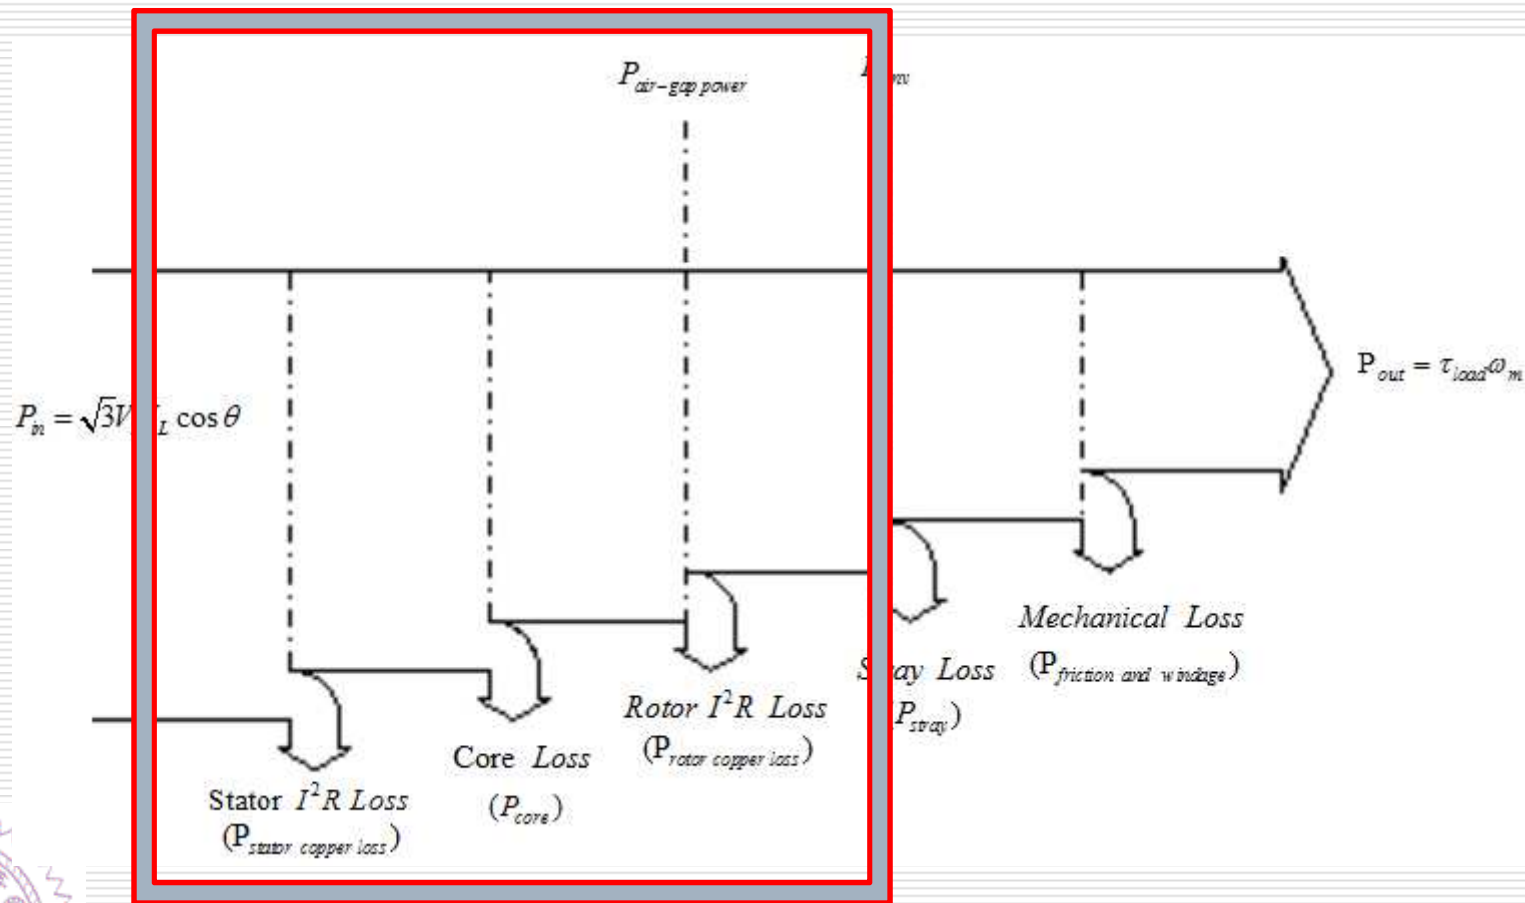 P_air-gap power
P_in = √3V I_L cos θ
P_out = τ_load ω_m
Mechanical Loss
(P_friction and windage)
Loss
(P_stray)
Rotor I²R Loss
(P_rotor copper loss)
Core Loss
(P_core)
Stator I²R Loss
(P_stator copper loss)